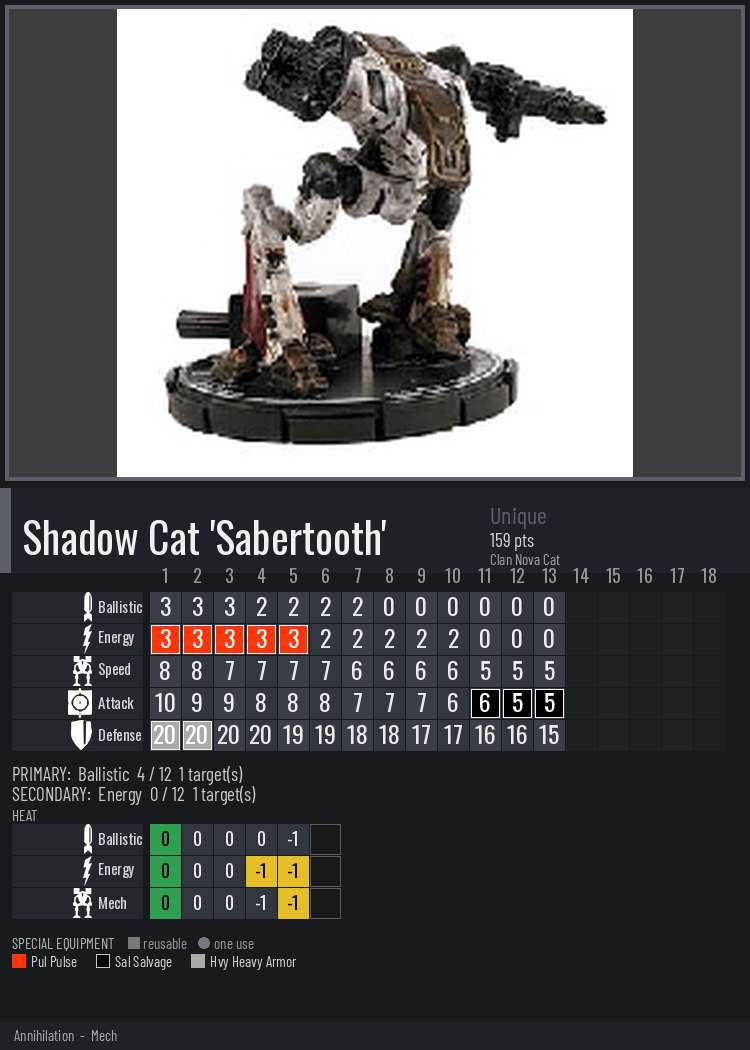 Shadow Cat 'Sabertooth'
Unique
159 pts
Clan Nova Cat
1 2 3 4 5 6 7 8 9 10 11 12 13 14 15 16 17 18
Ballistic 3 3 3 2 2 2 2 0 0 0 0 0 0
Energy 3 3 3 3 3 2 2 2 2 2 0 0 0
Speed 8 8 7 7 7 7 6 6 6 6 5 5 5
Attack 10 9 9 8 8 8 7 7 7 6 6 5 5
Defense 20 20 20 20 19 19 18 18 17 17 16 16 15
PRIMARY: Ballistic 4 / 12 1 target(s)
SECONDARY: Energy 0 / 12 1 target(s)
HEAT
Ballistic 0 0 0 0 -1
Energy 0 0 0 -1 -1
Mech 0 0 0 -1 -1
SPECIAL EQUIPMENT reusable one use
Pul Pulse Sal Salvage Hvy Heavy Armor
Annihilation - Mech